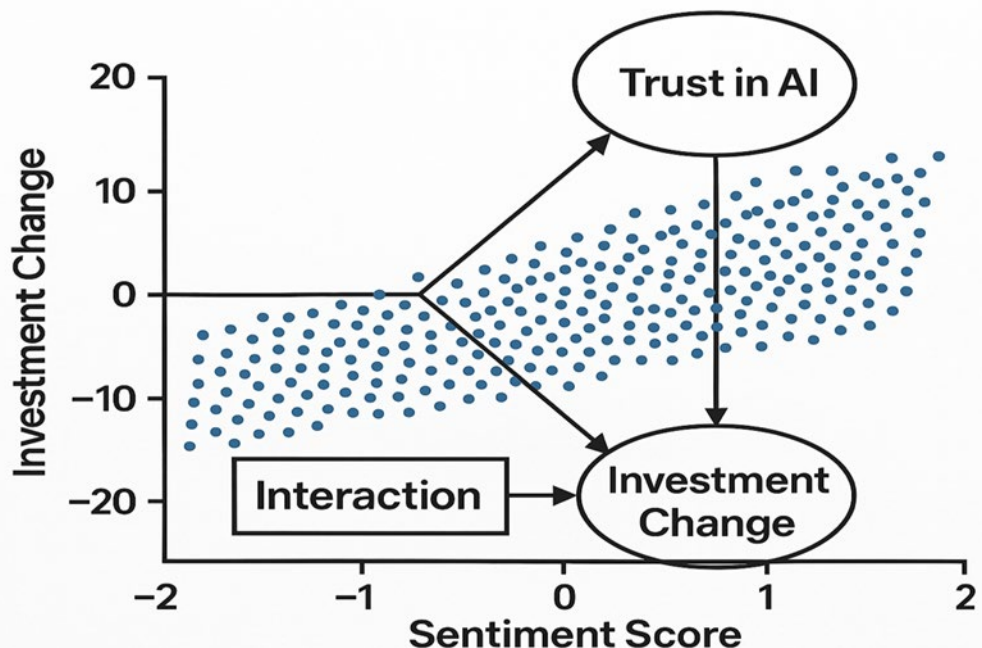 Trust in AI
20
10
0
−10
−20
Investment Change
Interaction
Investment
Change
−2
−1
0
1
2
Sentiment Score